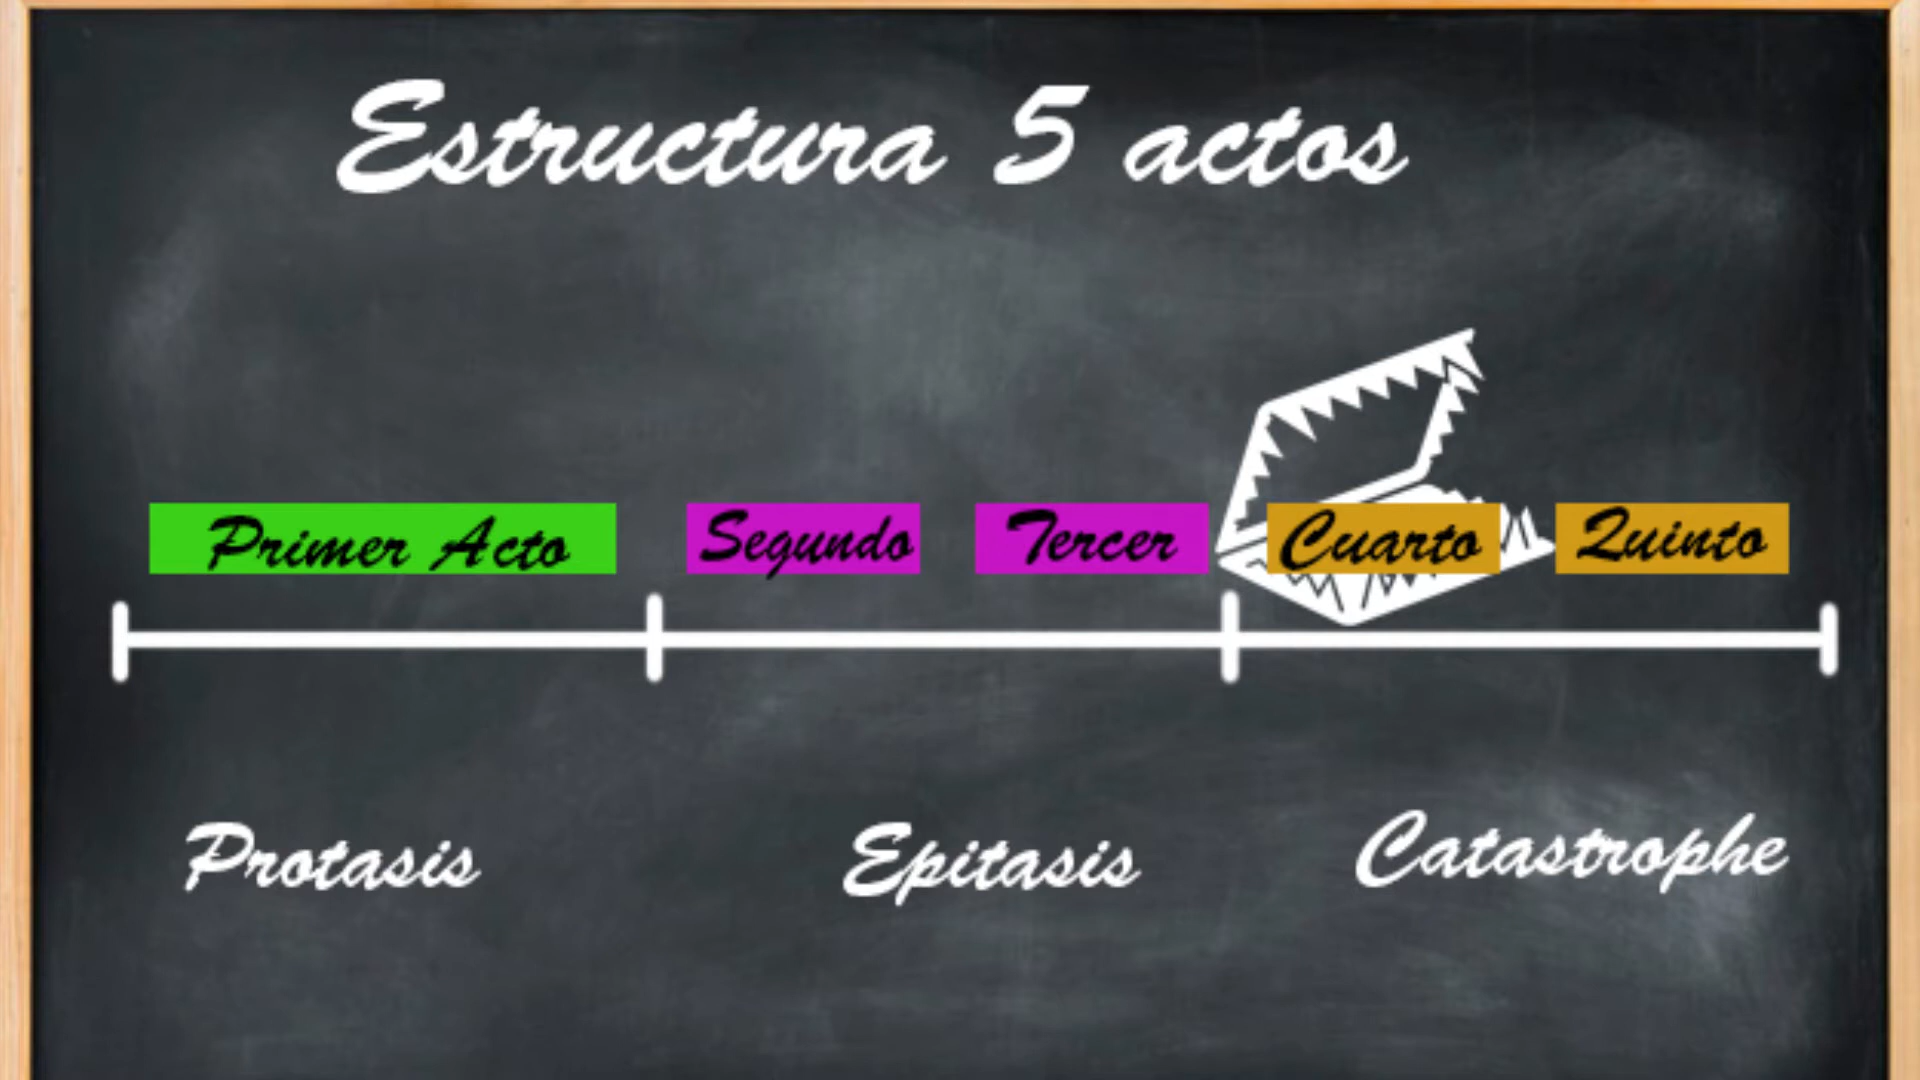 Estructura 5 actos
Primer Acto
Segundo
Tercer
Cuarto
Quinto
Protasis
Epitasis
Catastrophe